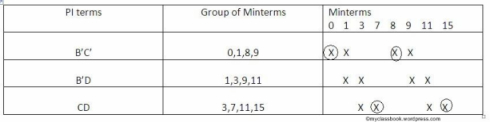 PI terms Group of Minterms Minterms
0 1 3 7 8 9 11 15
B'C' 0,1,8,9 X X X X
B'D 1,3,9,11 X X X X
CD 3,7,11,15 X X X X
©myclassbook.wordpress.com